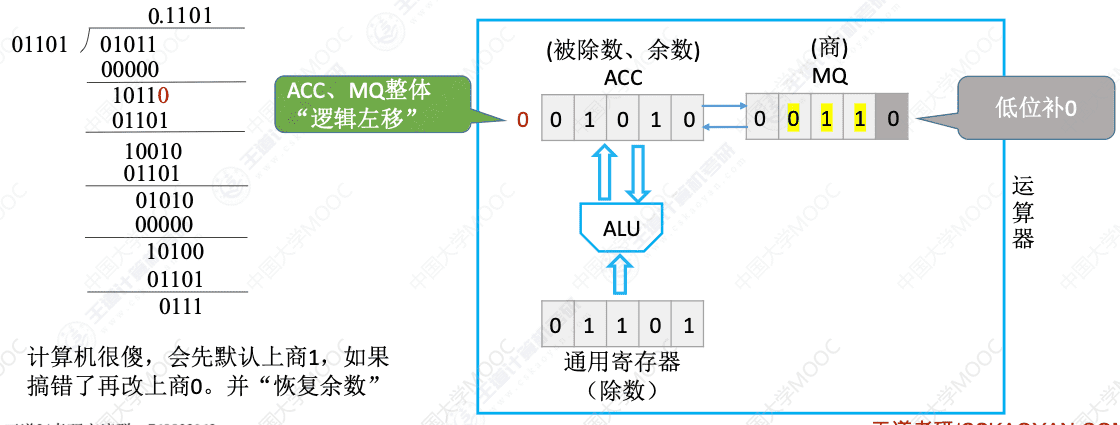 0.1101
01101 01011
00000
10110
01101
10010
01101
01010
00000
10100
01101
0111
计算机很傻，会先默认上商1，如果
搞错了再改上商0。并“恢复余数”
ACC、MQ整体
“逻辑左移”
(被除数、余数)
ACC
0 0 1 0 1 0
(商)
MQ
0 0 1 1 0
低位补0
ALU
0 1 1 0 1
通用寄存器
（除数）
运算器
中国大学MOOC
王道计算机考研